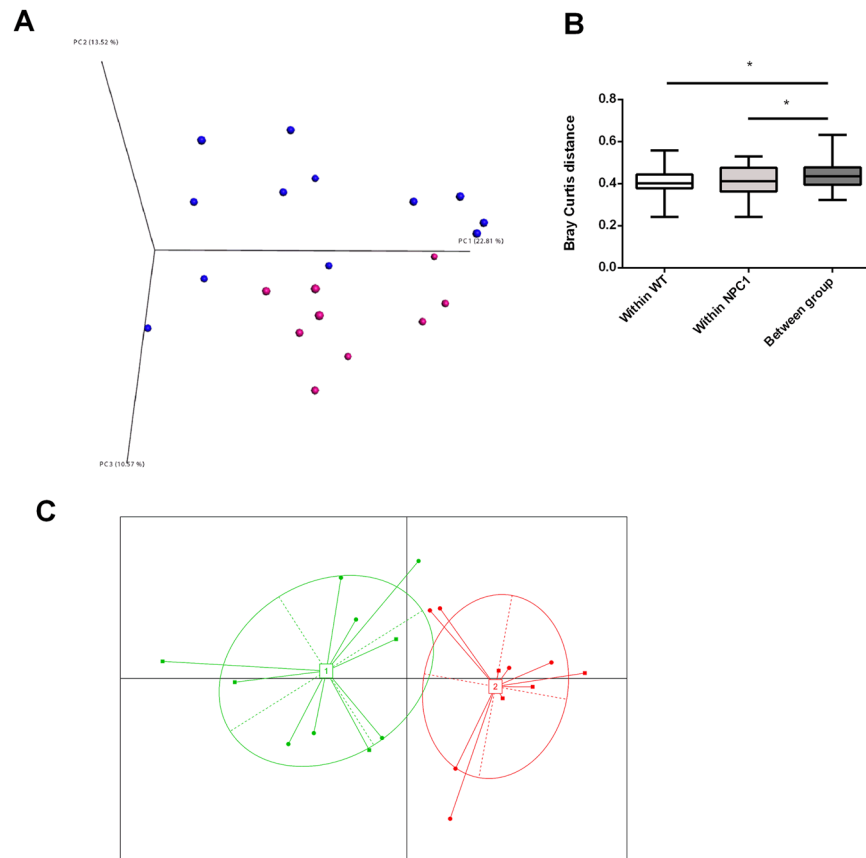 A
PC2 (13.52 %)
PC1 (22.81 %)
PC3 (10.57 %)
B
*
*
Bray Curtis distance
0.8
0.6
0.4
0.2
0.0
Within WT
Within NPC1
Between group
C
1
2